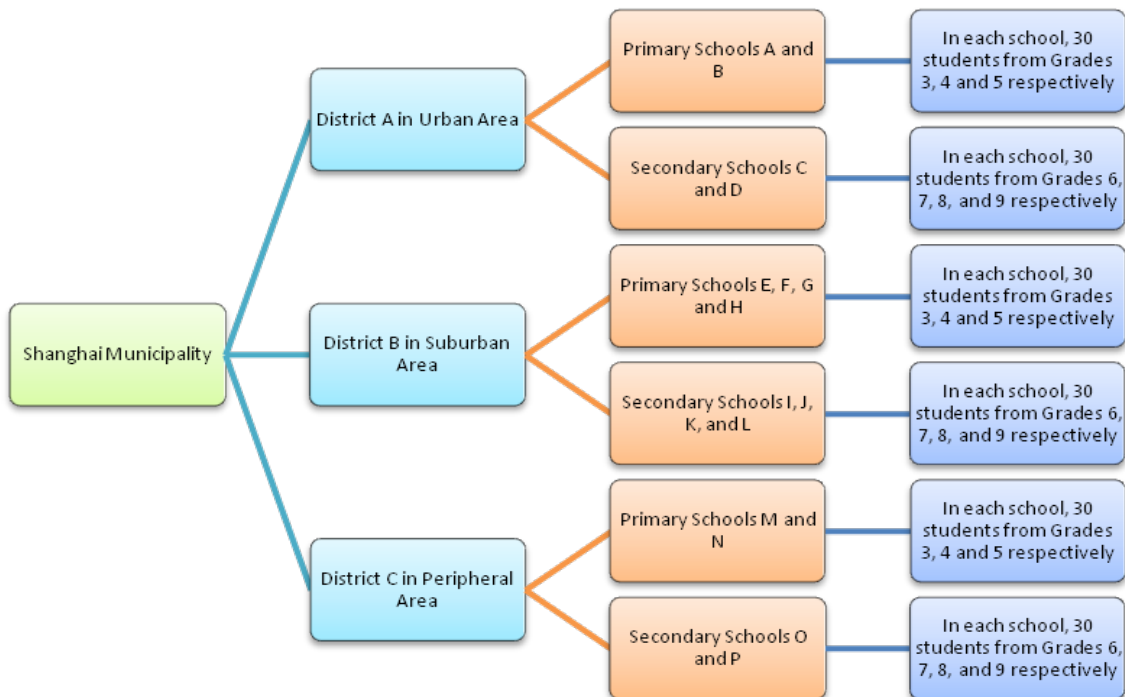 Shanghai Municipality
District A in Urban Area
Primary Schools A and
B
In each school, 30
students from Grades
3, 4 and 5 respectively
Secondary Schools C
and D
In each school, 30
students from Grades 6,
7, 8, and 9 respectively
District B in Suburban
Area
Primary Schools E, F, G
and H
In each school, 30
students from Grades
3, 4 and 5 respectively
Secondary Schools I, J,
K, and L
In each school, 30
students from Grades 6,
7, 8, and 9 respectively
District C in Peripheral
Area
Primary Schools M and
N
In each school, 30
students from Grades
3, 4 and 5 respectively
Secondary Schools O
and P
In each school, 30
students from Grades 6,
7, 8, and 9 respectively